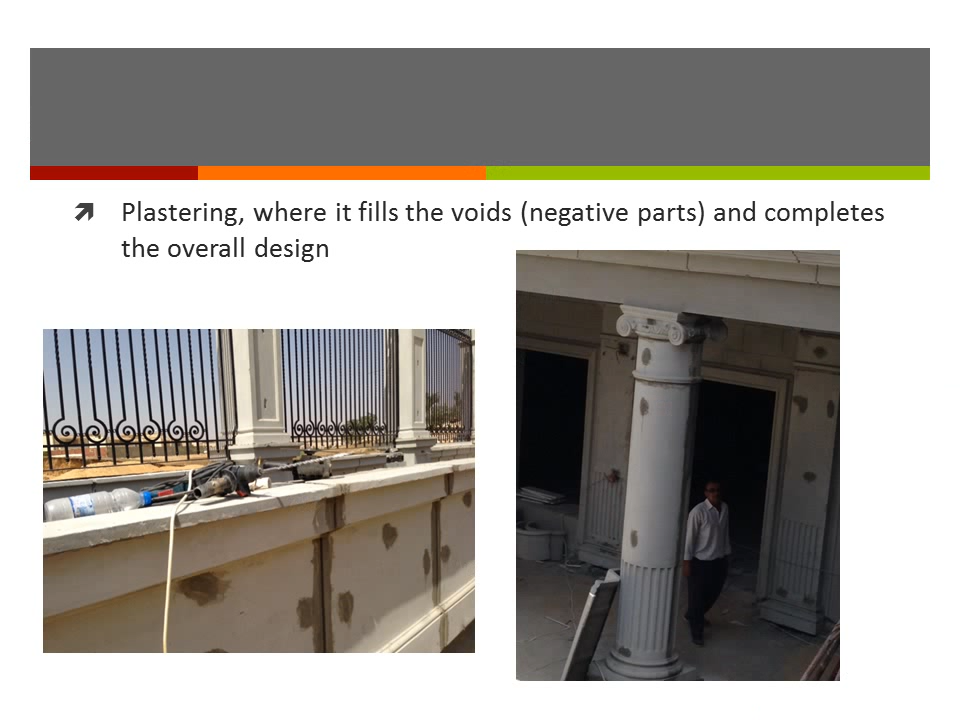 Plastering, where it fills the voids (negative parts) and completes
the overall design